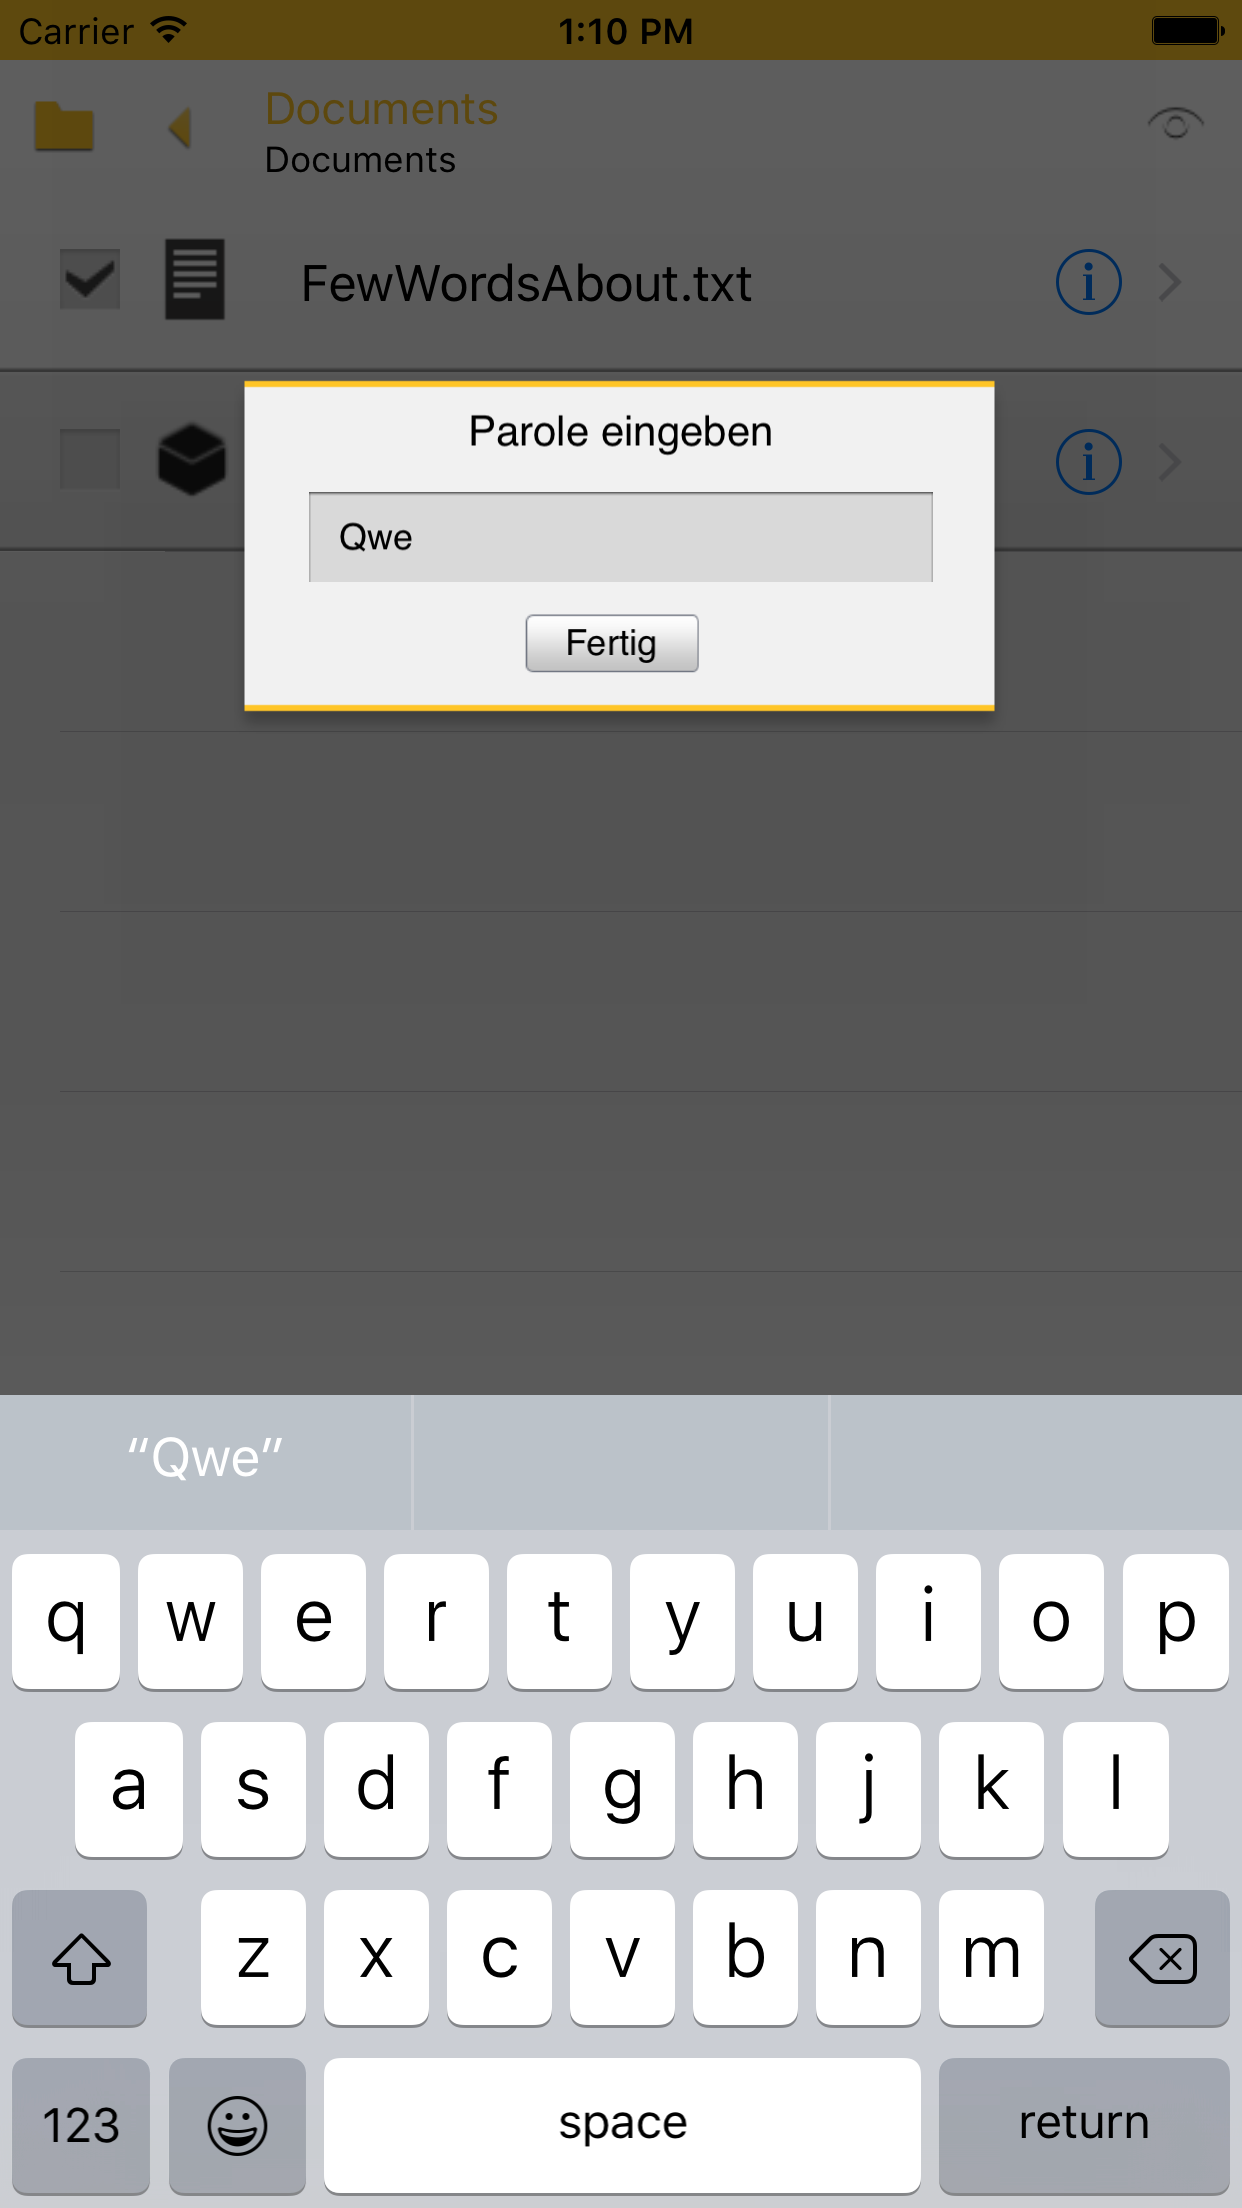 Carrier 1:10 PM
Documents
Documents
FewWordsAbout.txt
Parole eingeben
Qwe
Fertig
“Qwe”
q w e r t y u i o p
a s d f g h j k l
z x c v b n m
123 space return